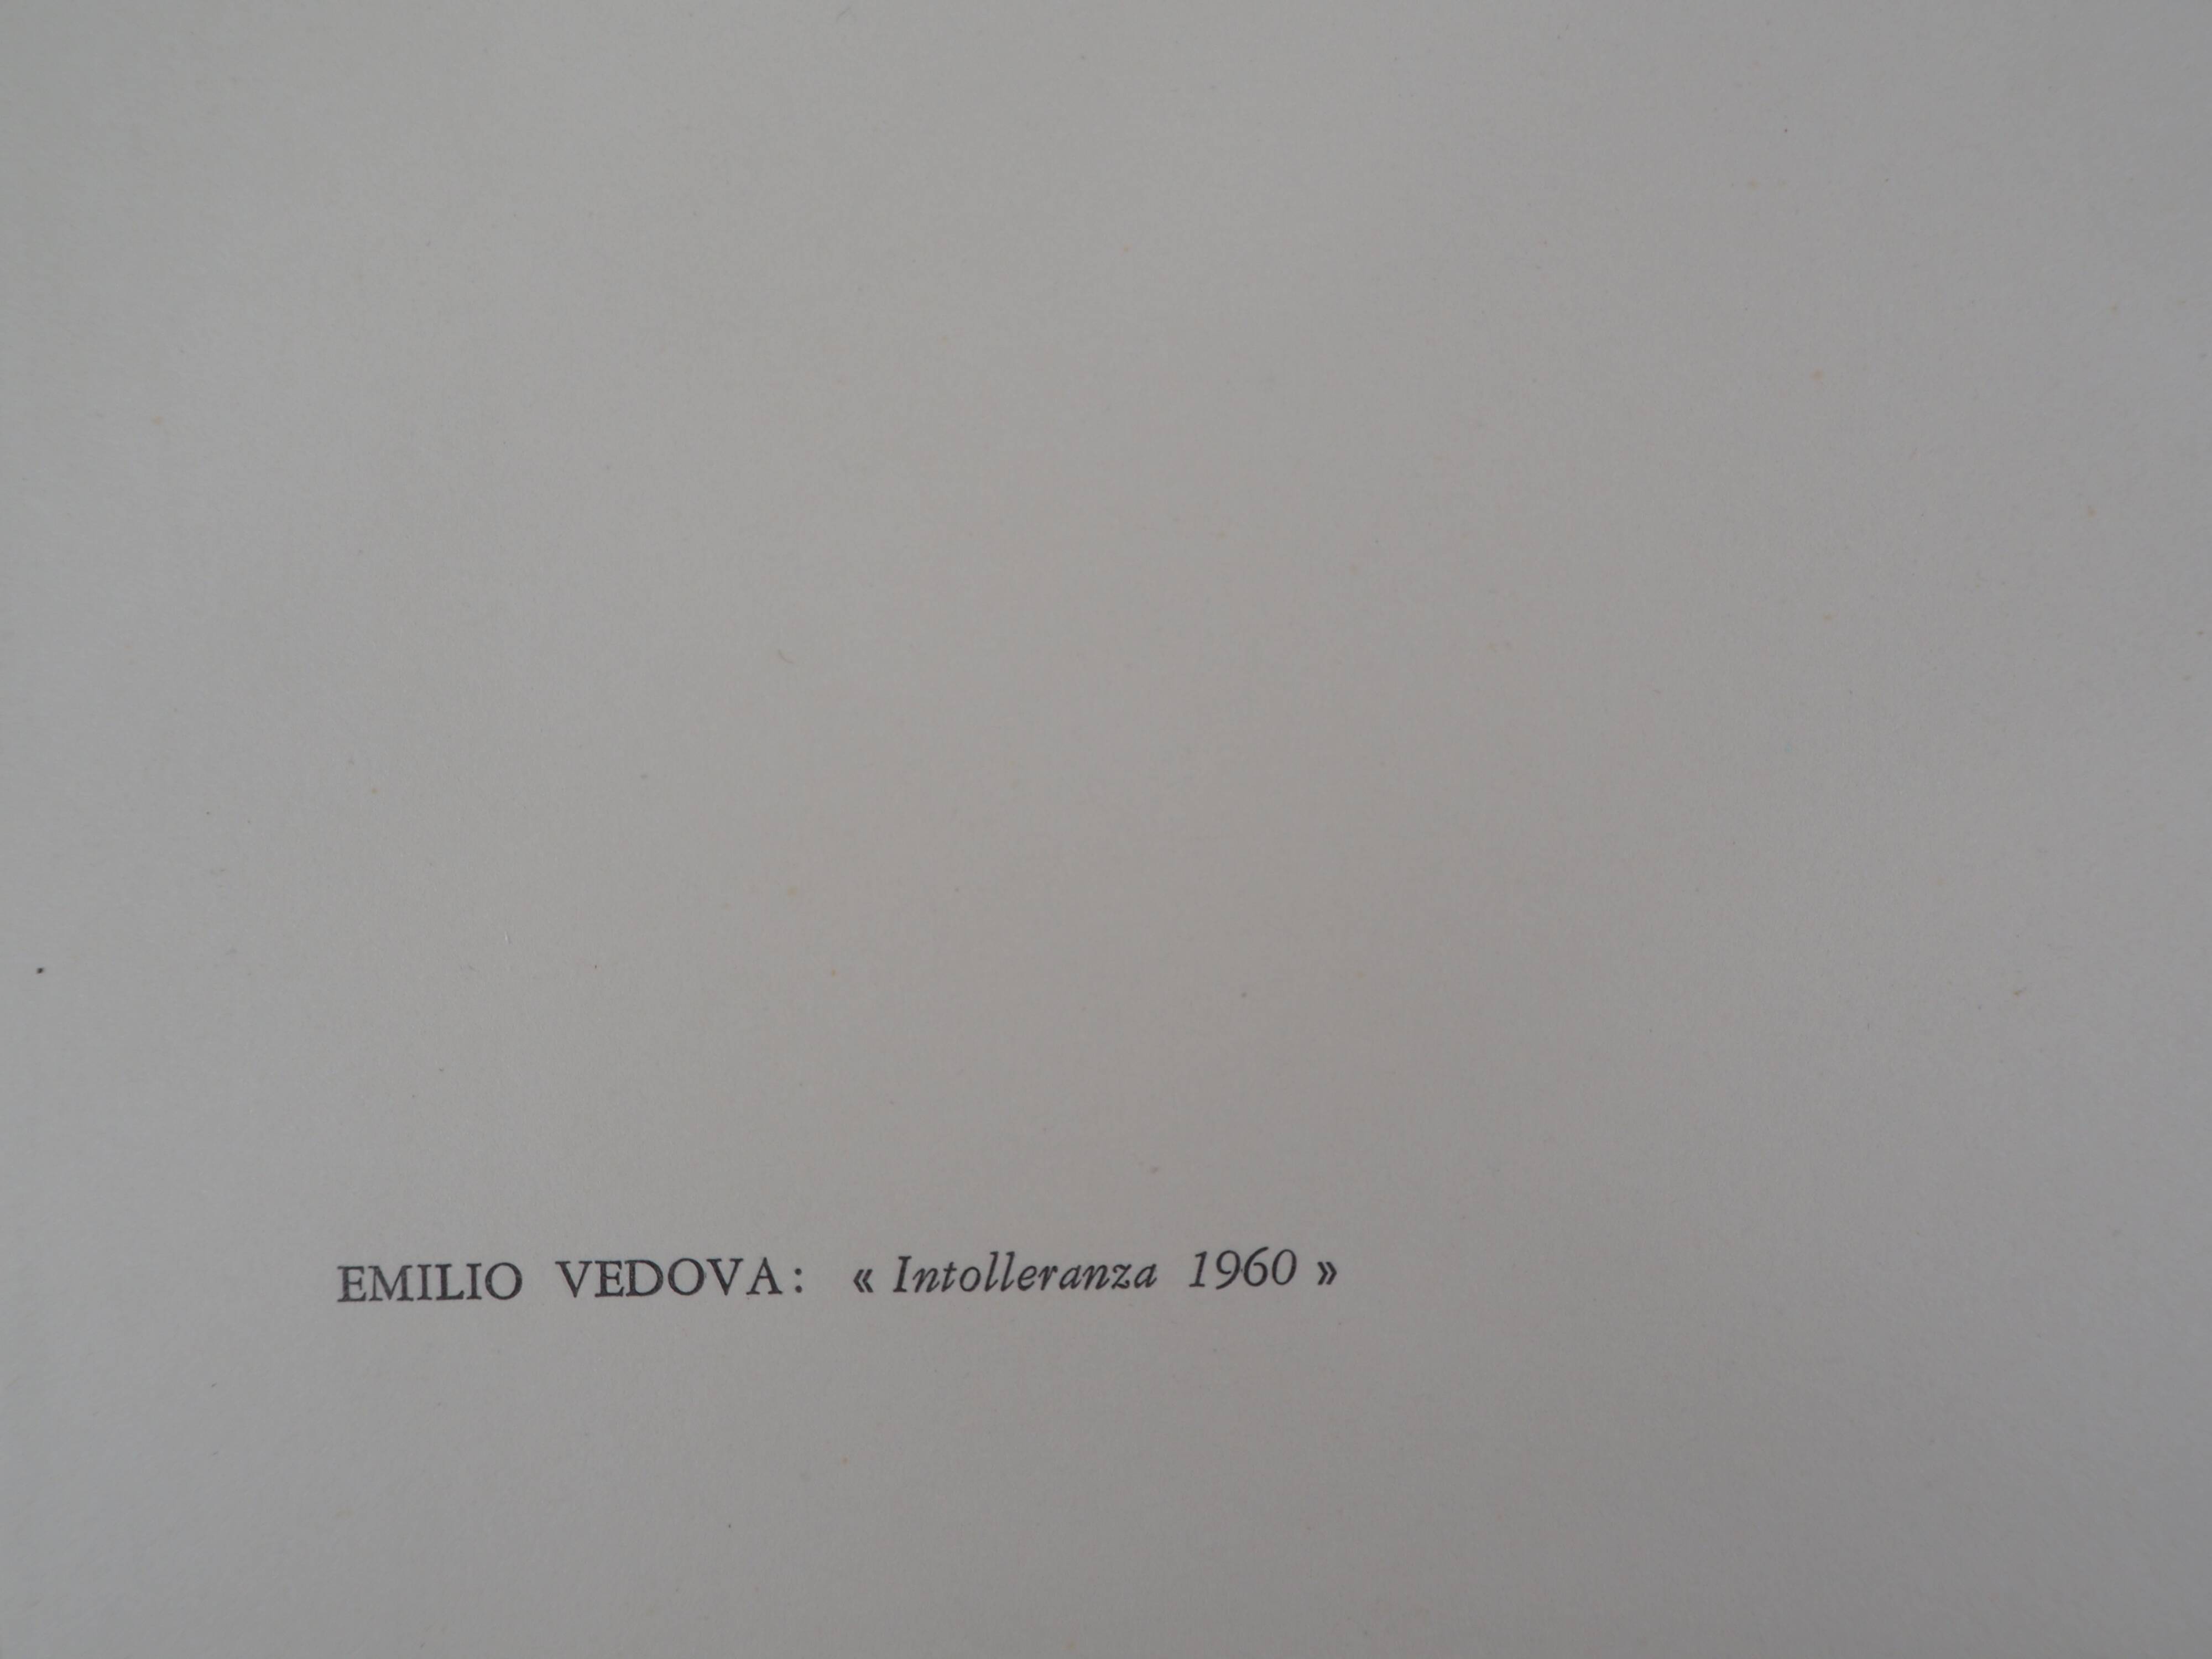 EMILIO VEDOVA: « Intolleranza 1960 »